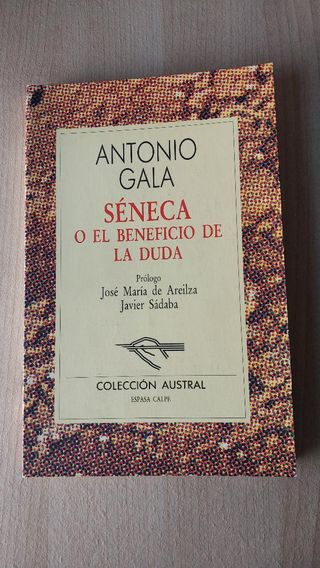 ANTONIO
GALA
SÉNECA
O EL BENEFICIO DE
LA DUDA
Prólogo
José María de Areilza
Javier Sádaba
COLECCIÓN AUSTRAL
ESPASA CALPE